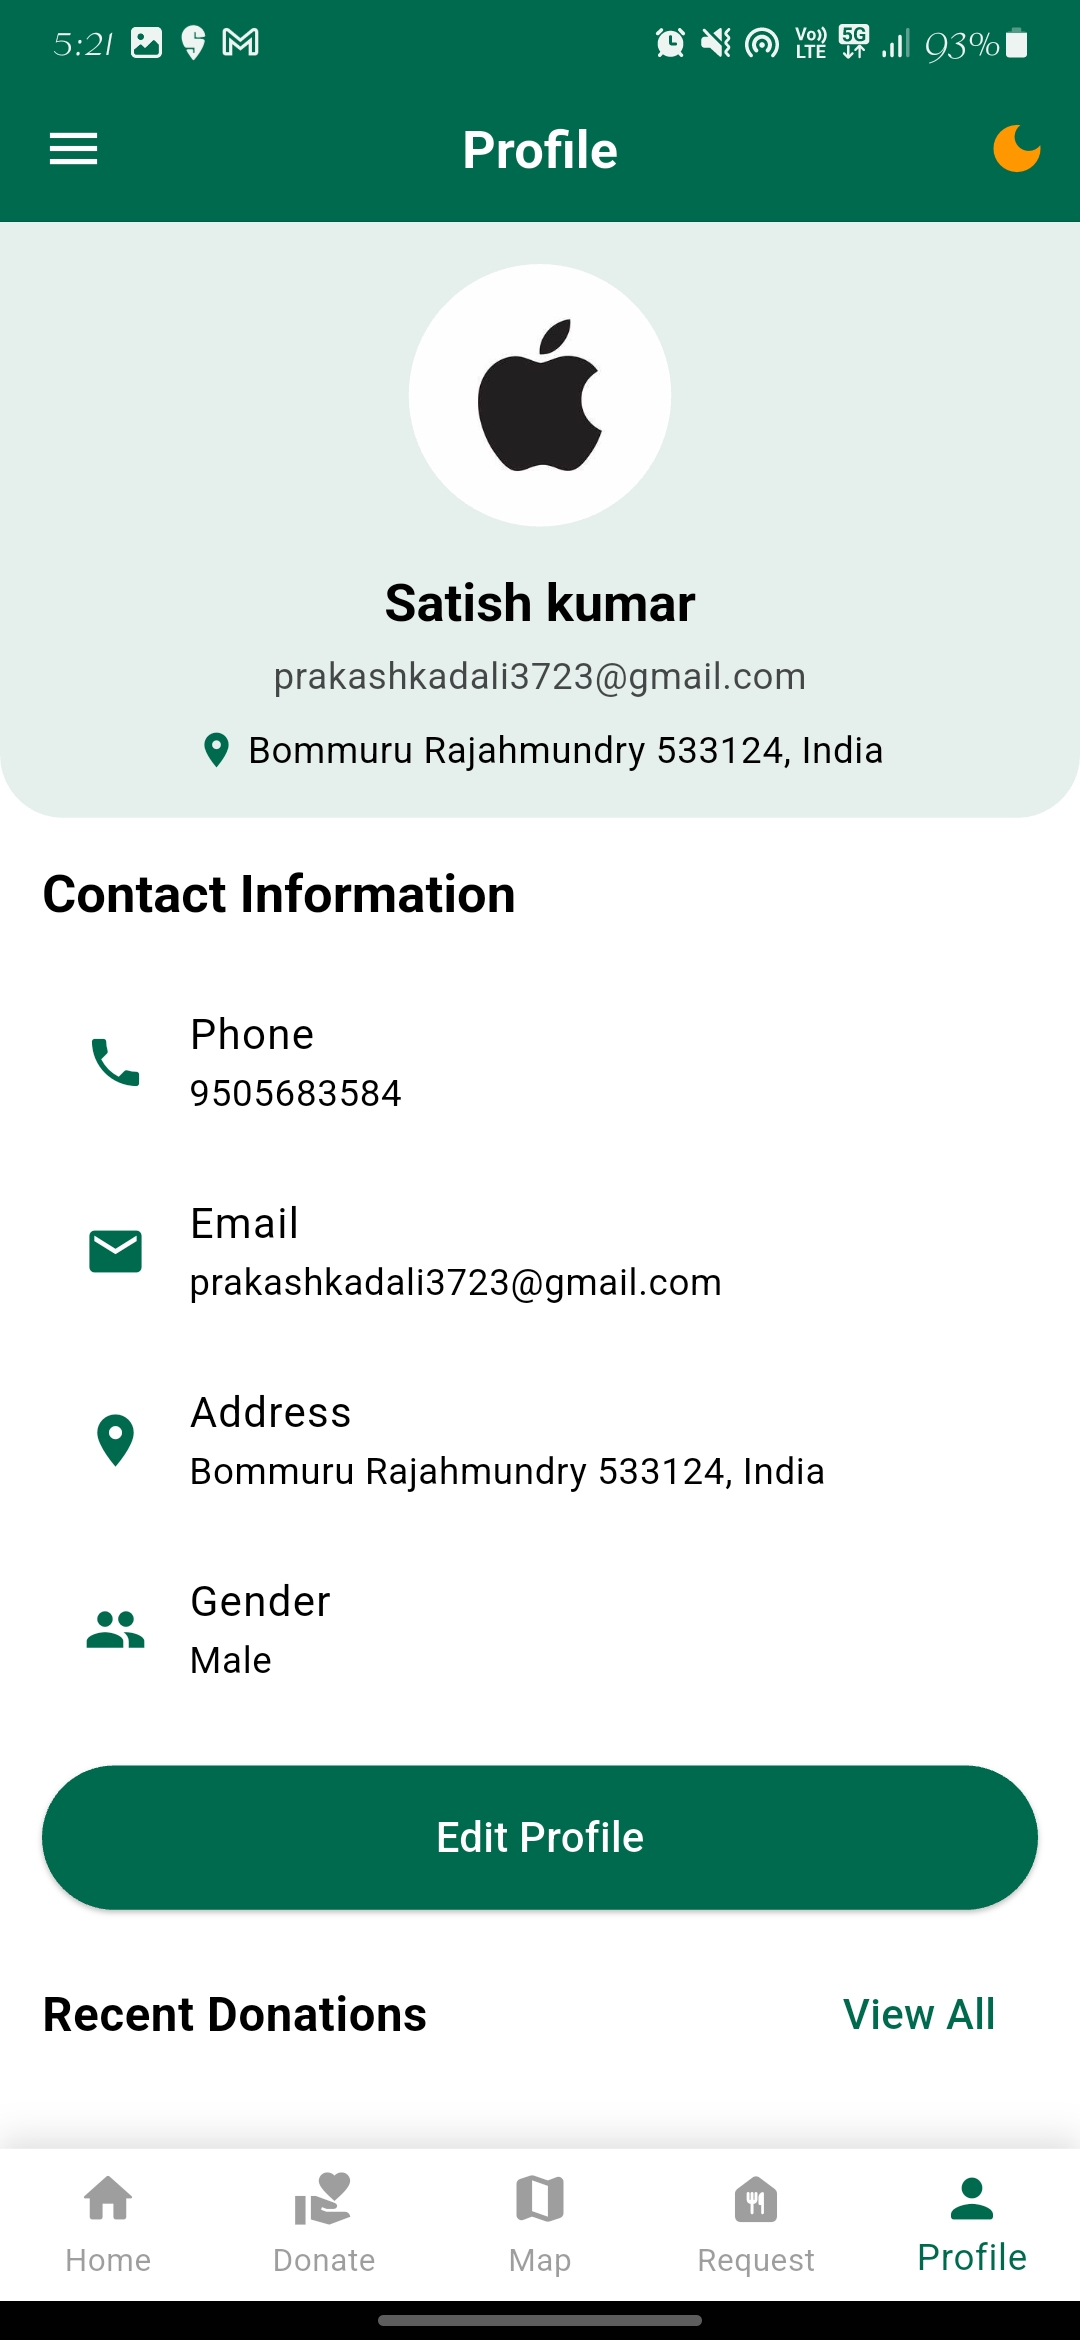 5:21 Vo)) LTE 5G 93%
Profile
Satish kumar
prakashkadali3723@gmail.com
Bommuru Rajahmundry 533124, India
Contact Information
Phone
9505683584
Email
prakashkadali3723@gmail.com
Address
Bommuru Rajahmundry 533124, India
Gender
Male
Edit Profile
Recent Donations View All
Home Donate Map Request Profile